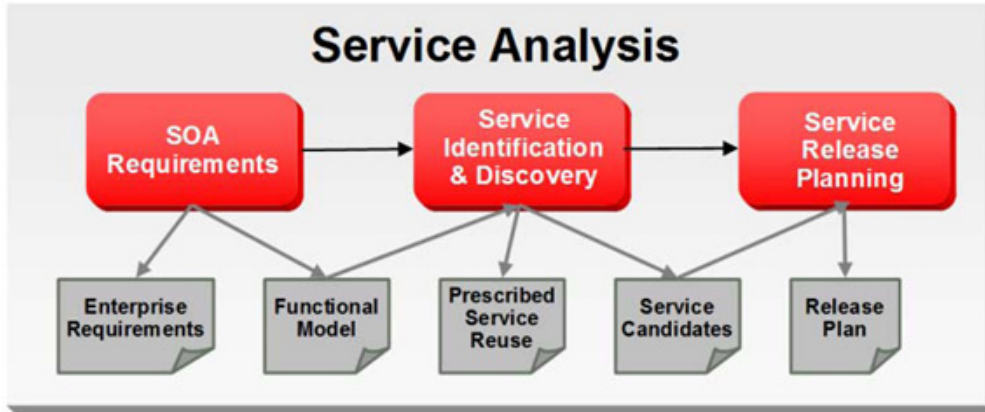 Service Analysis
SOA
Requirements
Service
Identification
& Discovery
Service
Release
Planning
Enterprise
Requirements
Functional
Model
Prescribed
Service
Reuse
Service
Candidates
Release
Plan